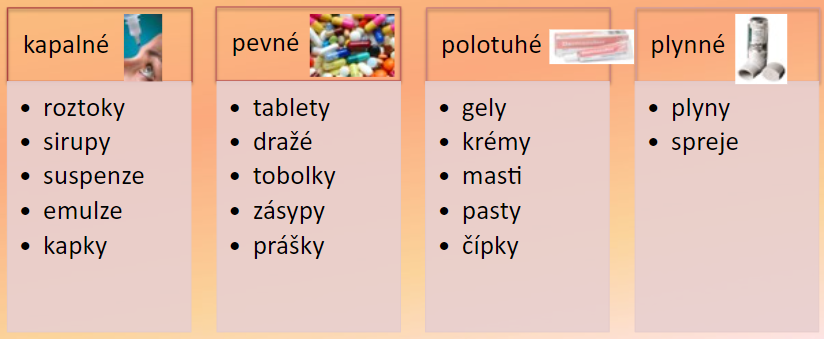 kapalné
• roztoky
• sirupy
• suspenze
• emulze
• kapky
pevné
• tablety
• dražé
• tobolky
• zásypy
• prášky
polotuhé
• gely
• krémy
• masti
• pasty
• čípky
plynné
• plyny
• spreje